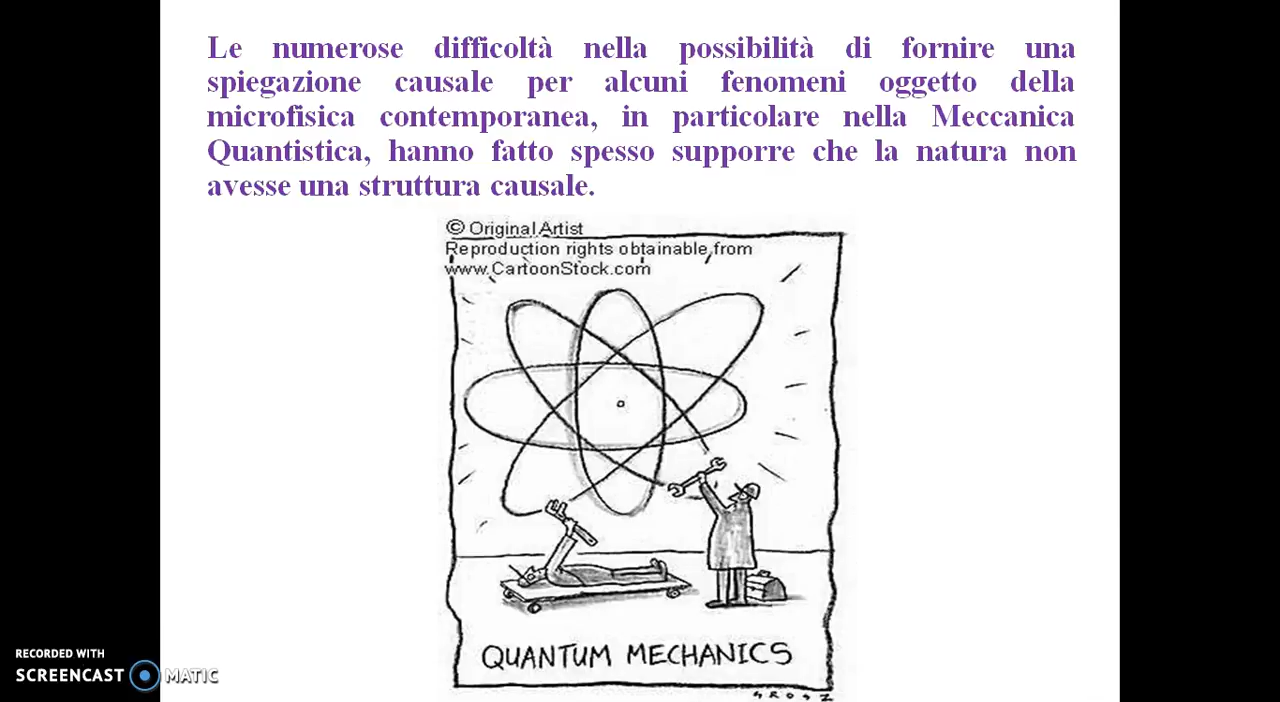 Le numerose difficoltà nella possibilità di fornire una
spiegazione causale per alcuni fenomeni oggetto della
microfisica contemporanea, in particolare nella Meccanica
Quantistica, hanno fatto spesso supporre che la natura non
avesse una struttura causale.
© Original Artist
Reproduction rights obtainable from
www.CartoonStock.com
QUANTUM MECHANICS
GROSZ
RECORDED WITH
SCREENCAST MATIC